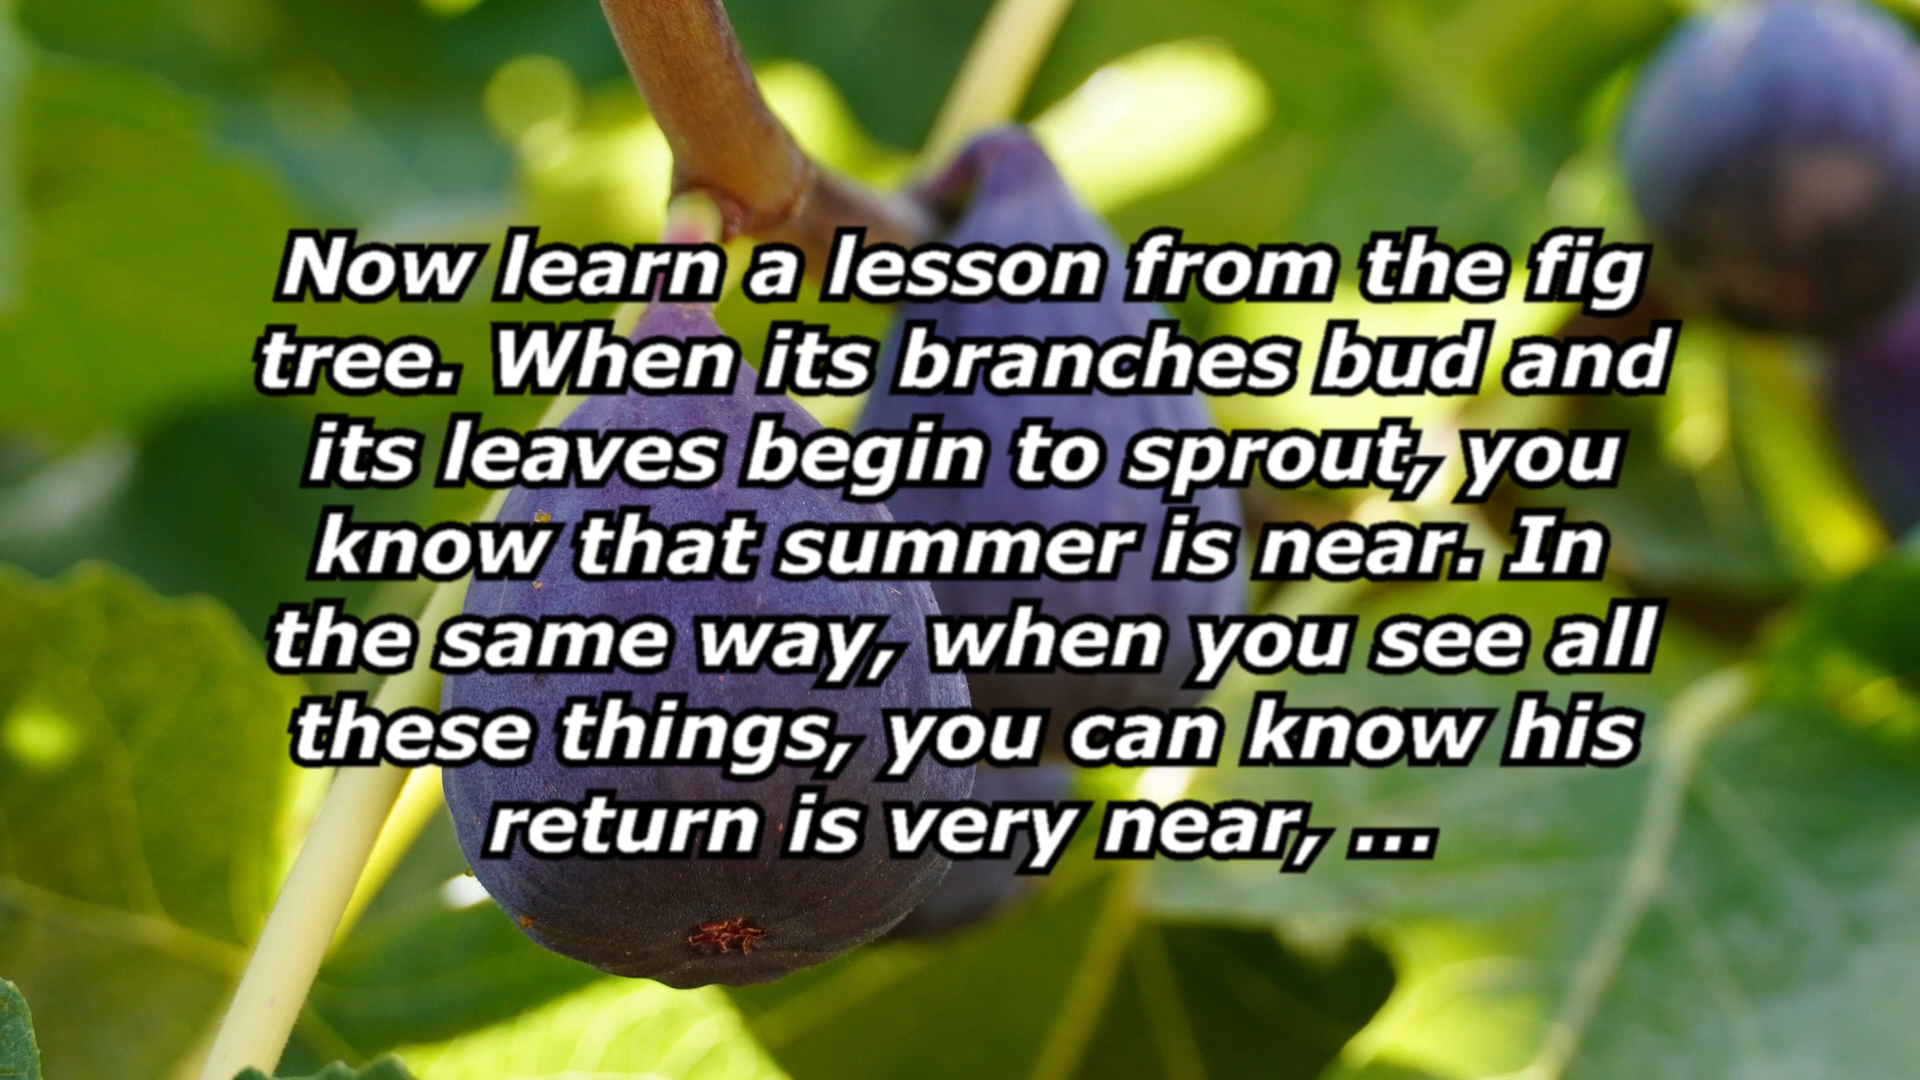 Now learn a lesson from the fig
tree. When its branches bud and
its leaves begin to sprout, you
know that summer is near. In
the same way, when you see all
these things, you can know his
return is very near, ...